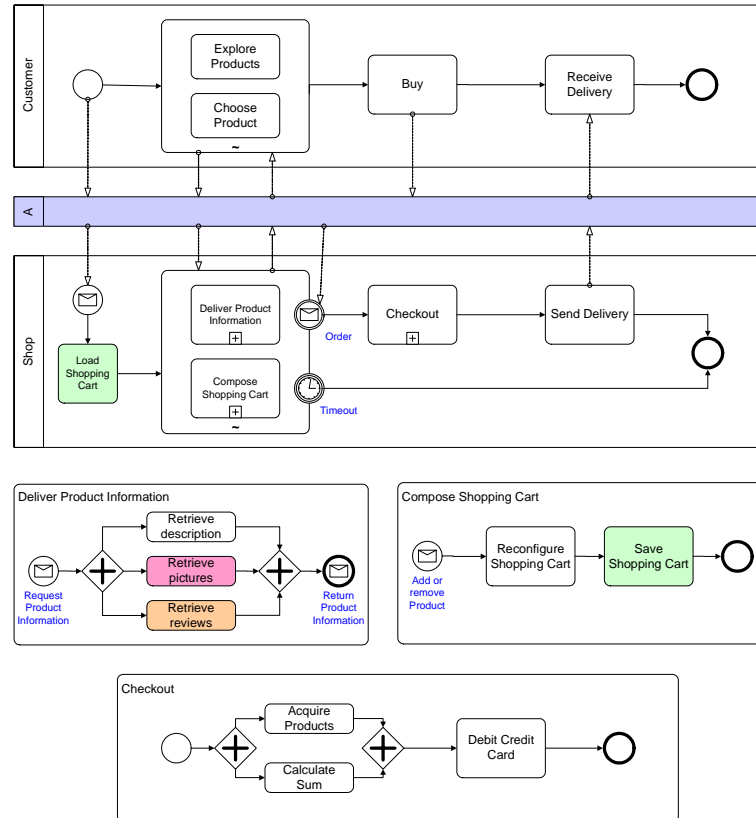 Customer
Explore
Products
Choose
Product
~
Buy
Receive
Delivery
A
Shop
Load
Shopping
Cart
Deliver Product
Information
Compose
Shopping Cart
~
Order
Timeout
Checkout
Send Delivery
Deliver Product Information
Request
Product
Information
Retrieve
description
Retrieve
pictures
Retrieve
reviews
Return
Product
Information
Compose Shopping Cart
Add or
remove
Product
Reconfigure
Shopping Cart
Save
Shopping Cart
Checkout
Acquire
Products
Calculate
Sum
Debit Credit
Card